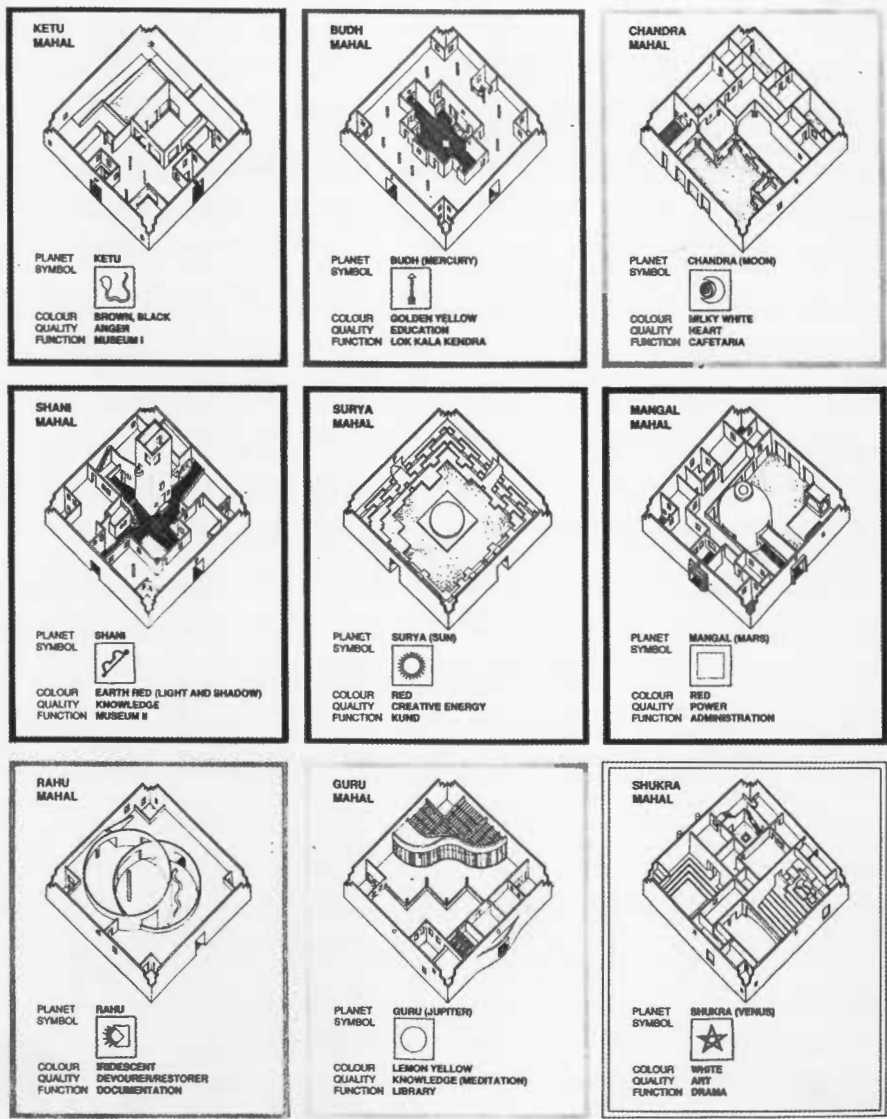 KETU
MAHAL
PLANET KETU
SYMBOL
COLOUR BROWN, BLACK
QUALITY ANGER
FUNCTION MUSEUM I
BUDH
MAHAL
PLANET BUDH (MERCURY)
SYMBOL
COLOUR GOLDEN YELLOW
QUALITY EDUCATION
FUNCTION LOK KALA KENDRA
CHANDRA
MAHAL
PLANET CHANDRA (MOON)
SYMBOL
COLOUR MILKY WHITE
QUALITY HEART
FUNCTION CAFETARIA
SHANI
MAHAL
PLANET SHANI
SYMBOL
COLOUR EARTH RED (LIGHT AND SHADOW)
QUALITY KNOWLEDGE
FUNCTION MUSEUM II
SURYA
MAHAL
PLANET SURYA (SUN)
SYMBOL
COLOUR RED
QUALITY CREATIVE ENERGY
FUNCTION KUND
MANGAL
MAHAL
PLANET MANGAL (MARS)
SYMBOL
COLOUR RED
QUALITY POWER
FUNCTION ADMINISTRATION
RAHU
MAHAL
PLANET RAHU
SYMBOL
COLOUR IRIDESCENT
QUALITY DEVOURER/RESTORER
FUNCTION DOCUMENTATION
GURU
MAHAL
PLANET GURU (JUPITER)
SYMBOL
COLOUR LEMON YELLOW
QUALITY KNOWLEDGE (MEDITATION)
FUNCTION LIBRARY
SHUKRA
MAHAL
PLANET SHUKRA (VENUS)
SYMBOL
COLOUR WHITE
QUALITY ART
FUNCTION DRAMA